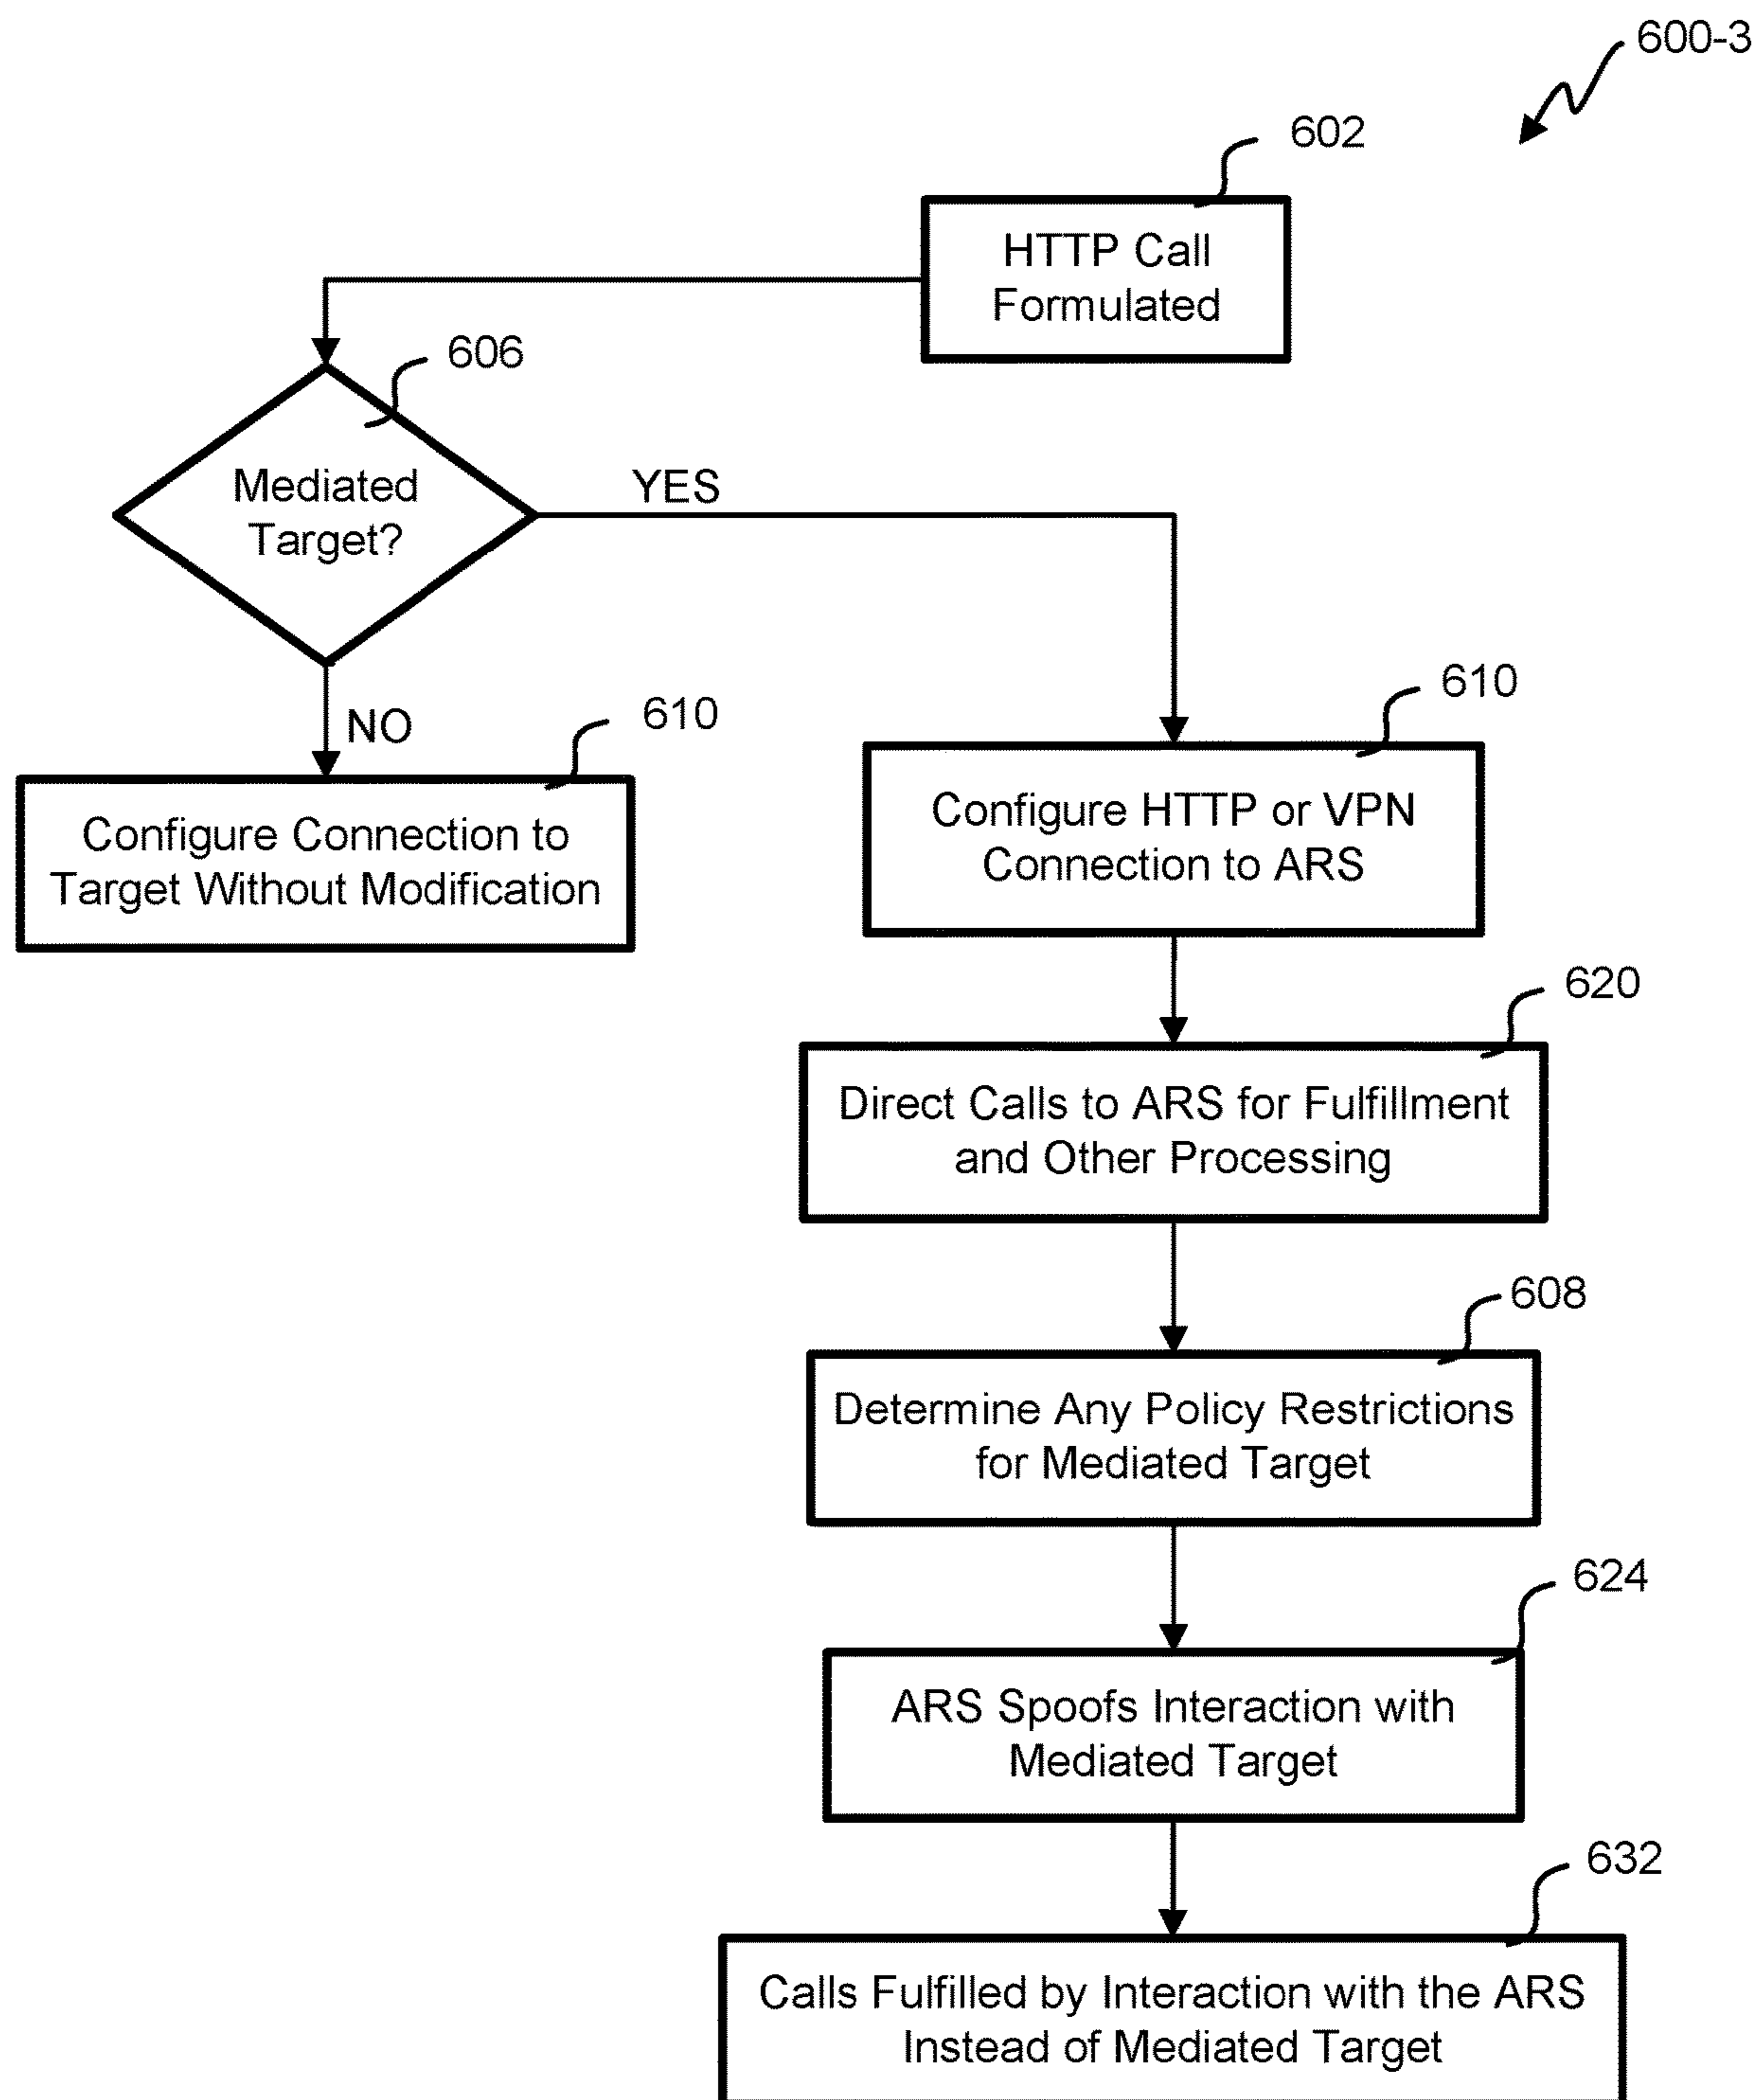 600-3
602
HTTP Call
Formulated
606
Mediated
Target?
YES
NO
610
Configure Connection to
Target Without Modification
610
Configure HTTP or VPN
Connection to ARS
620
Direct Calls to ARS for Fulfillment
and Other Processing
608
Determine Any Policy Restrictions
for Mediated Target
624
ARS Spoofs Interaction with
Mediated Target
632
Calls Fulfilled by Interaction with the ARS
Instead of Mediated Target